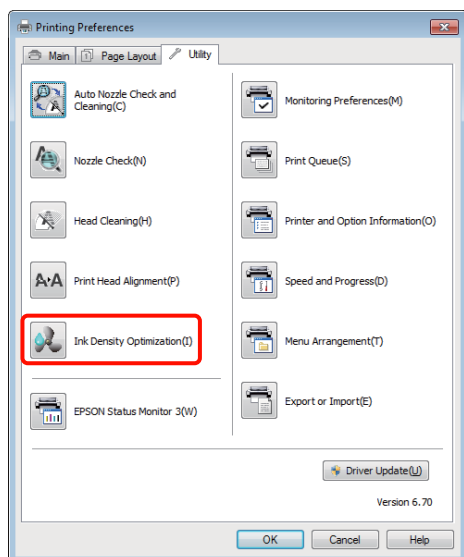 Printing Preferences
Main
Page Layout
Utility
Auto Nozzle Check and
Cleaning(C)
Nozzle Check(N)
Head Cleaning(H)
Print Head Alignment(P)
Ink Density Optimization(I)
EPSON Status Monitor 3(W)
Monitoring Preferences(M)
Print Queue(S)
Printer and Option Information(O)
Speed and Progress(D)
Menu Arrangement(T)
Export or Import(E)
Driver Update(U)
Version 6.70
OK
Cancel
Help